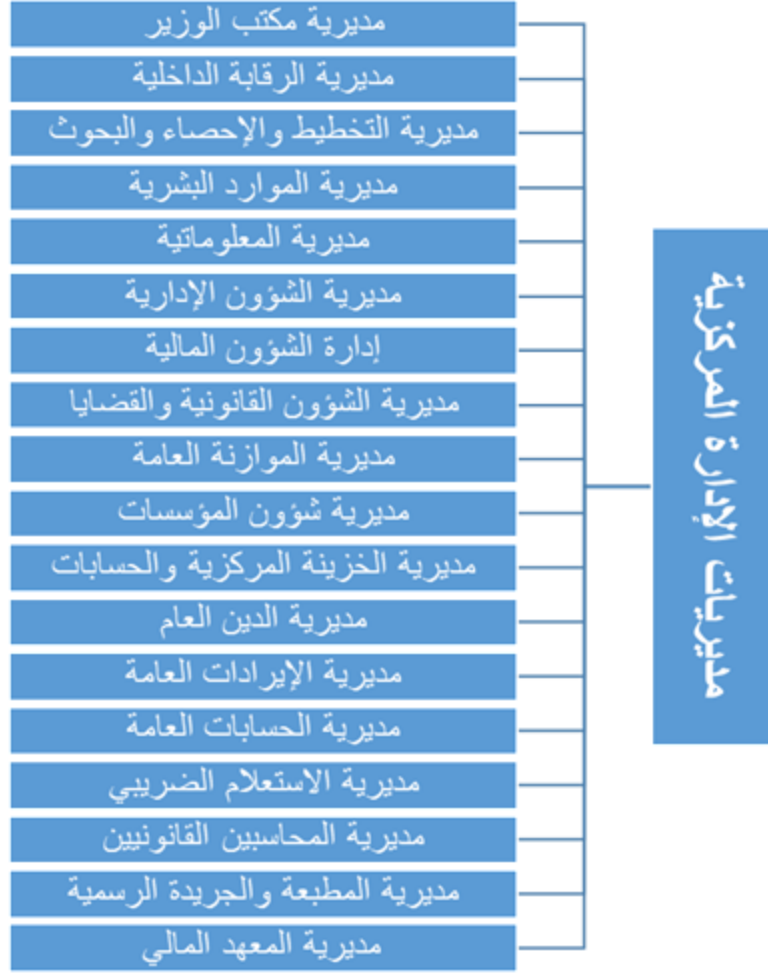 مديريات الإدارة المركزية
مديرية مكتب الوزير
مديرية الرقابة الداخلية
مديرية التخطيط والإحصاء والبحوث
مديرية الموارد البشرية
مديرية المعلوماتية
مديرية الشؤون الإدارية
إدارة الشؤون المالية
مديرية الشؤون القانونية والقضايا
مديرية الموازنة العامة
مديرية شؤون المؤسسات
مديرية الخزينة المركزية والحسابات
مديرية الدين العام
مديرية الإيرادات العامة
مديرية الحسابات العامة
مديرية الاستعلام الضريبي
مديرية المحاسبين القانونيين
مديرية المطبعة والجريدة الرسمية
مديرية المعهد المالي